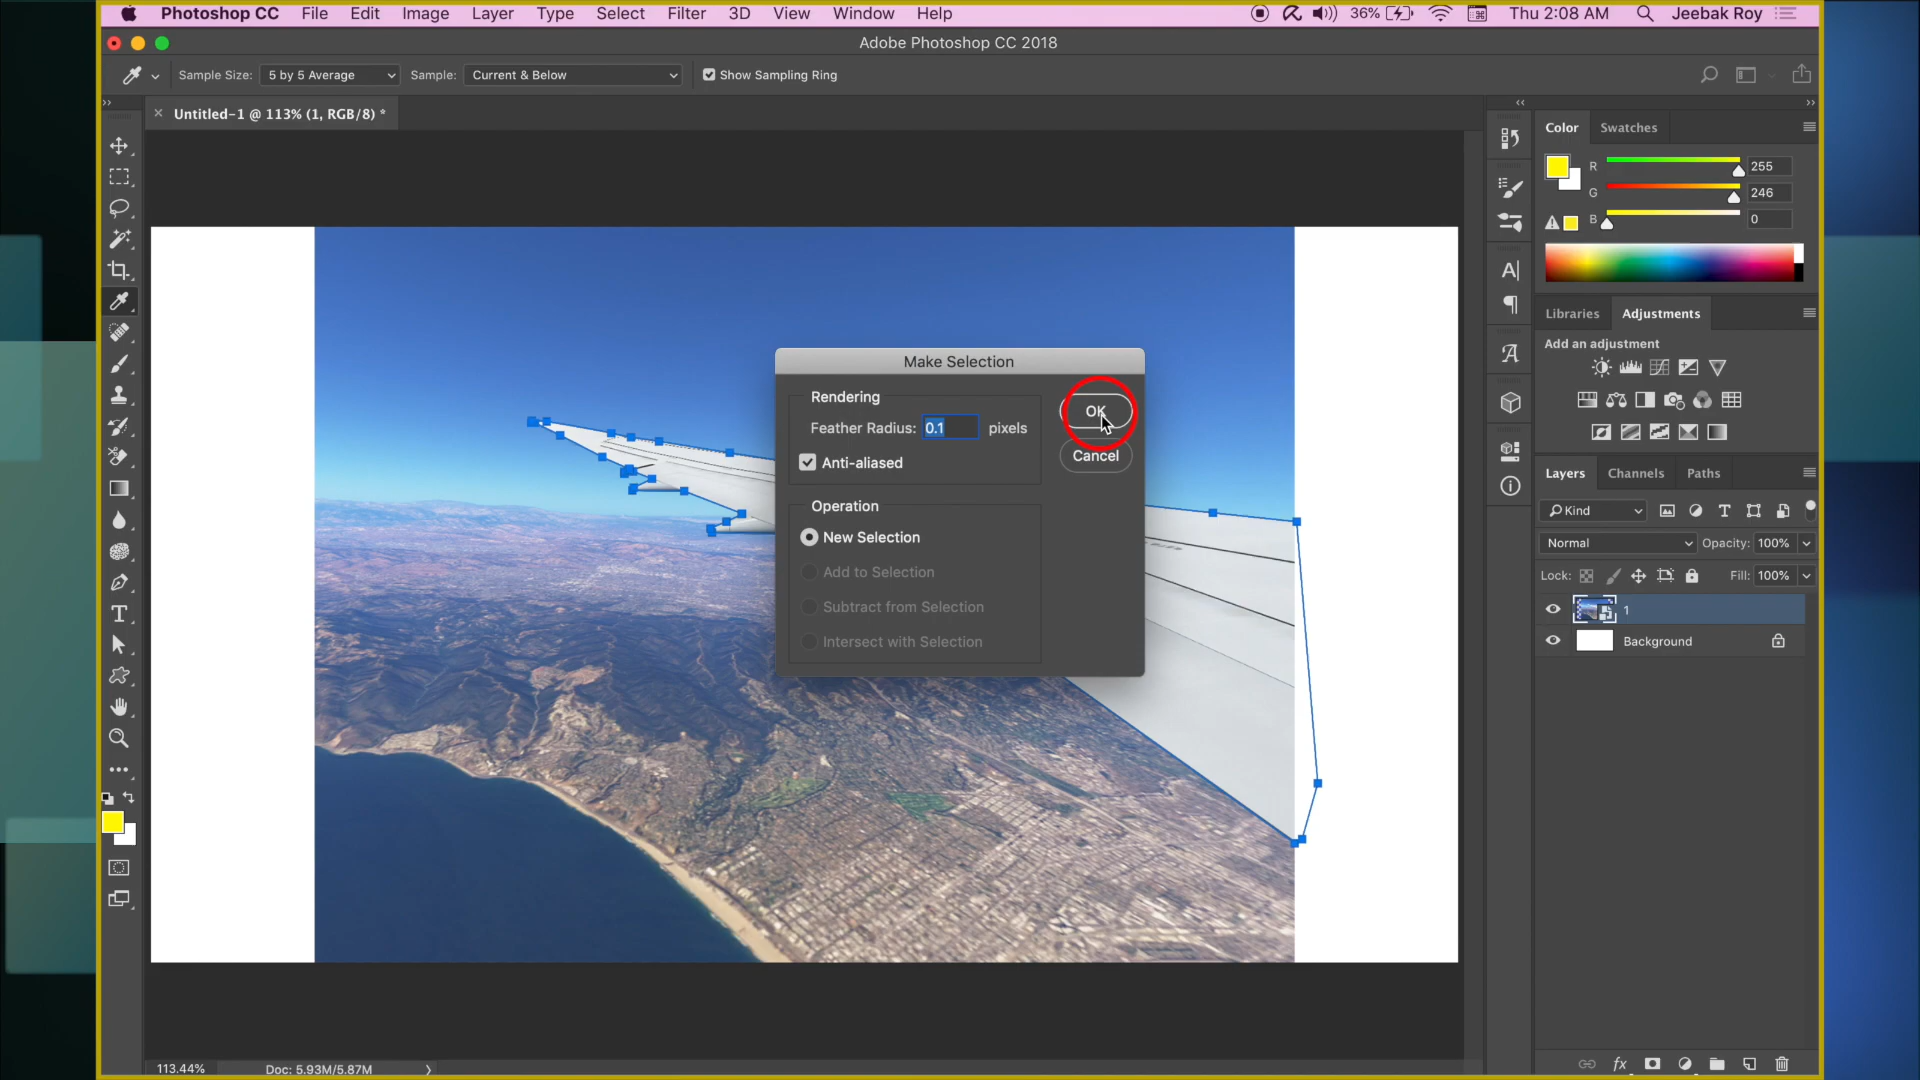 Photoshop CC File Edit Image Layer Type Select Filter 3D View Window Help 36% Thu 2:08 AM Jeebak Roy
Adobe Photoshop CC 2018
Sample Size: 5 by 5 Average Sample: Current & Below Show Sampling Ring
Untitled-1 @ 113% (1, RGB/8) *
Color Swatches
R 255
G 246
B 0
Libraries Adjustments
Add an adjustment
Make Selection
Rendering
Feather Radius: 0.1 pixels
Anti-aliased
OK
Cancel
Operation
New Selection
Add to Selection
Subtract from Selection
Intersect with Selection
Layers Channels Paths
Kind
Normal Opacity: 100%
Lock: Fill: 100%
1
Background
113.44% Doc: 5.93M/5.87M